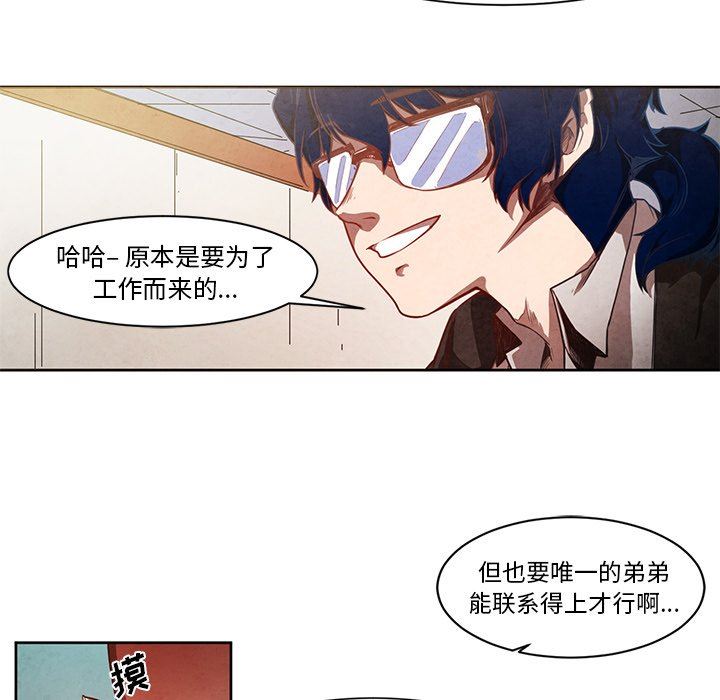 哈哈– 原本是要为了
工作而来的...
但也要唯一的弟弟
能联系得上才行啊...
摸